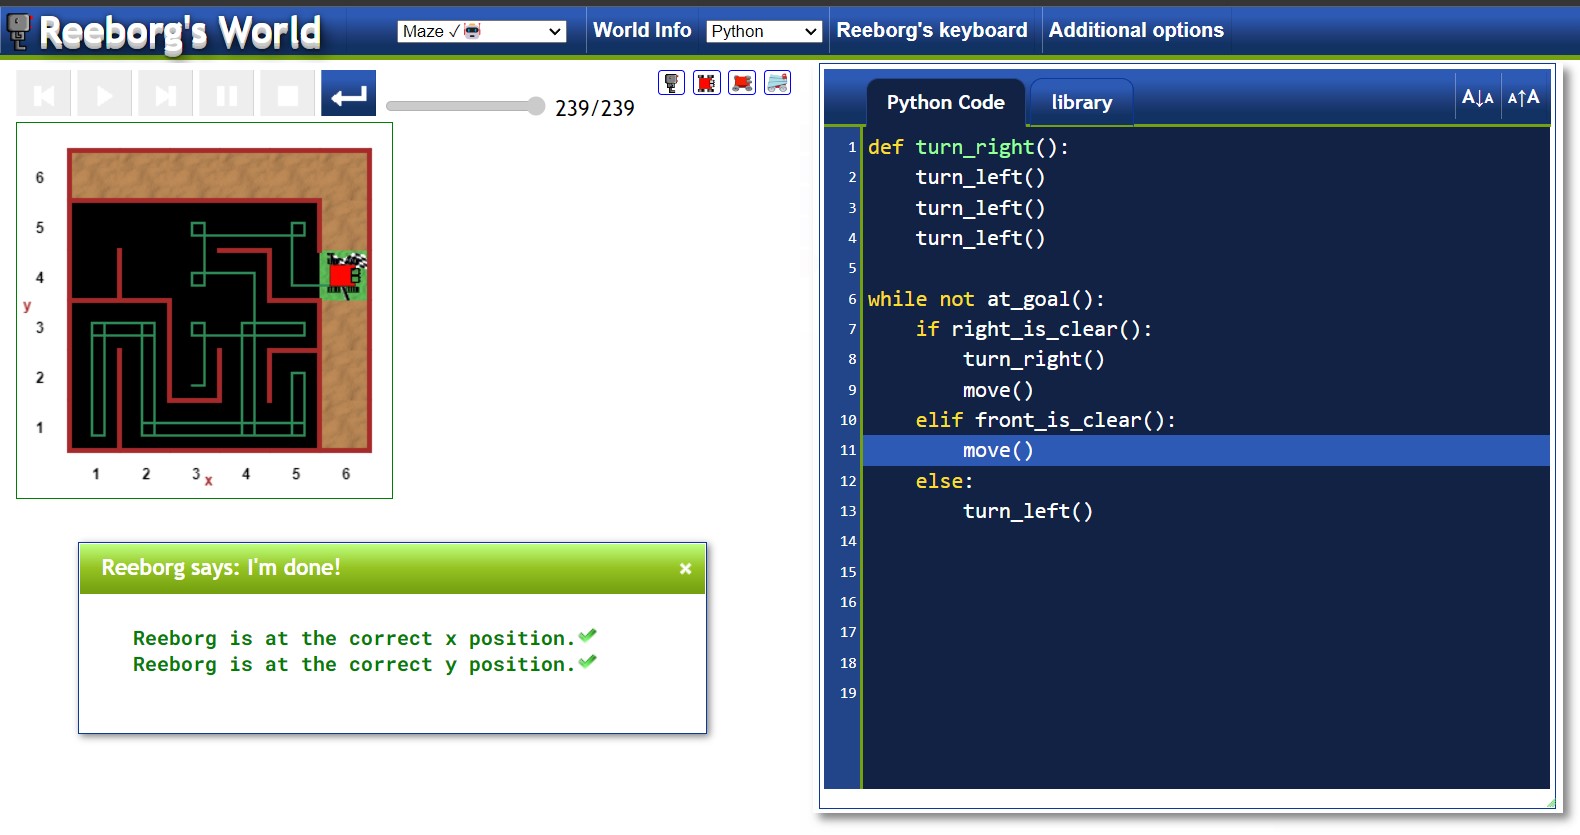 Reeborg's World
Maze ✓🤖
World Info
Python
Reeborg's keyboard
Additional options
239/239
Python Code
library
A↓A
A↑A
1 def turn_right():
2     turn_left()
3     turn_left()
4     turn_left()
5
6 while not at_goal():
7     if right_is_clear():
8         turn_right()
9         move()
10     elif front_is_clear():
11         move()
12     else:
13         turn_left()
14
15
16
17
18
19
6
5
4
y
3
2
1
1 2 3 x 4 5 6
Reeborg says: I'm done!
×
Reeborg is at the correct x position.✓
Reeborg is at the correct y position.✓